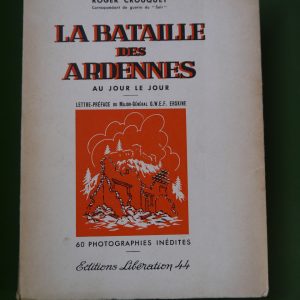 ROGER CROUQUET
Correspondant de guerre du "Soir"
LA BATAILLE
DES
ARDENNES
AU JOUR LE JOUR
LETTRE-PRÉFACE DU MAJOR-GÉNÉRAL G.W.E.F. ERSKINE
60 PHOTOGRAPHIES INÉDITES
Editions Libération 44